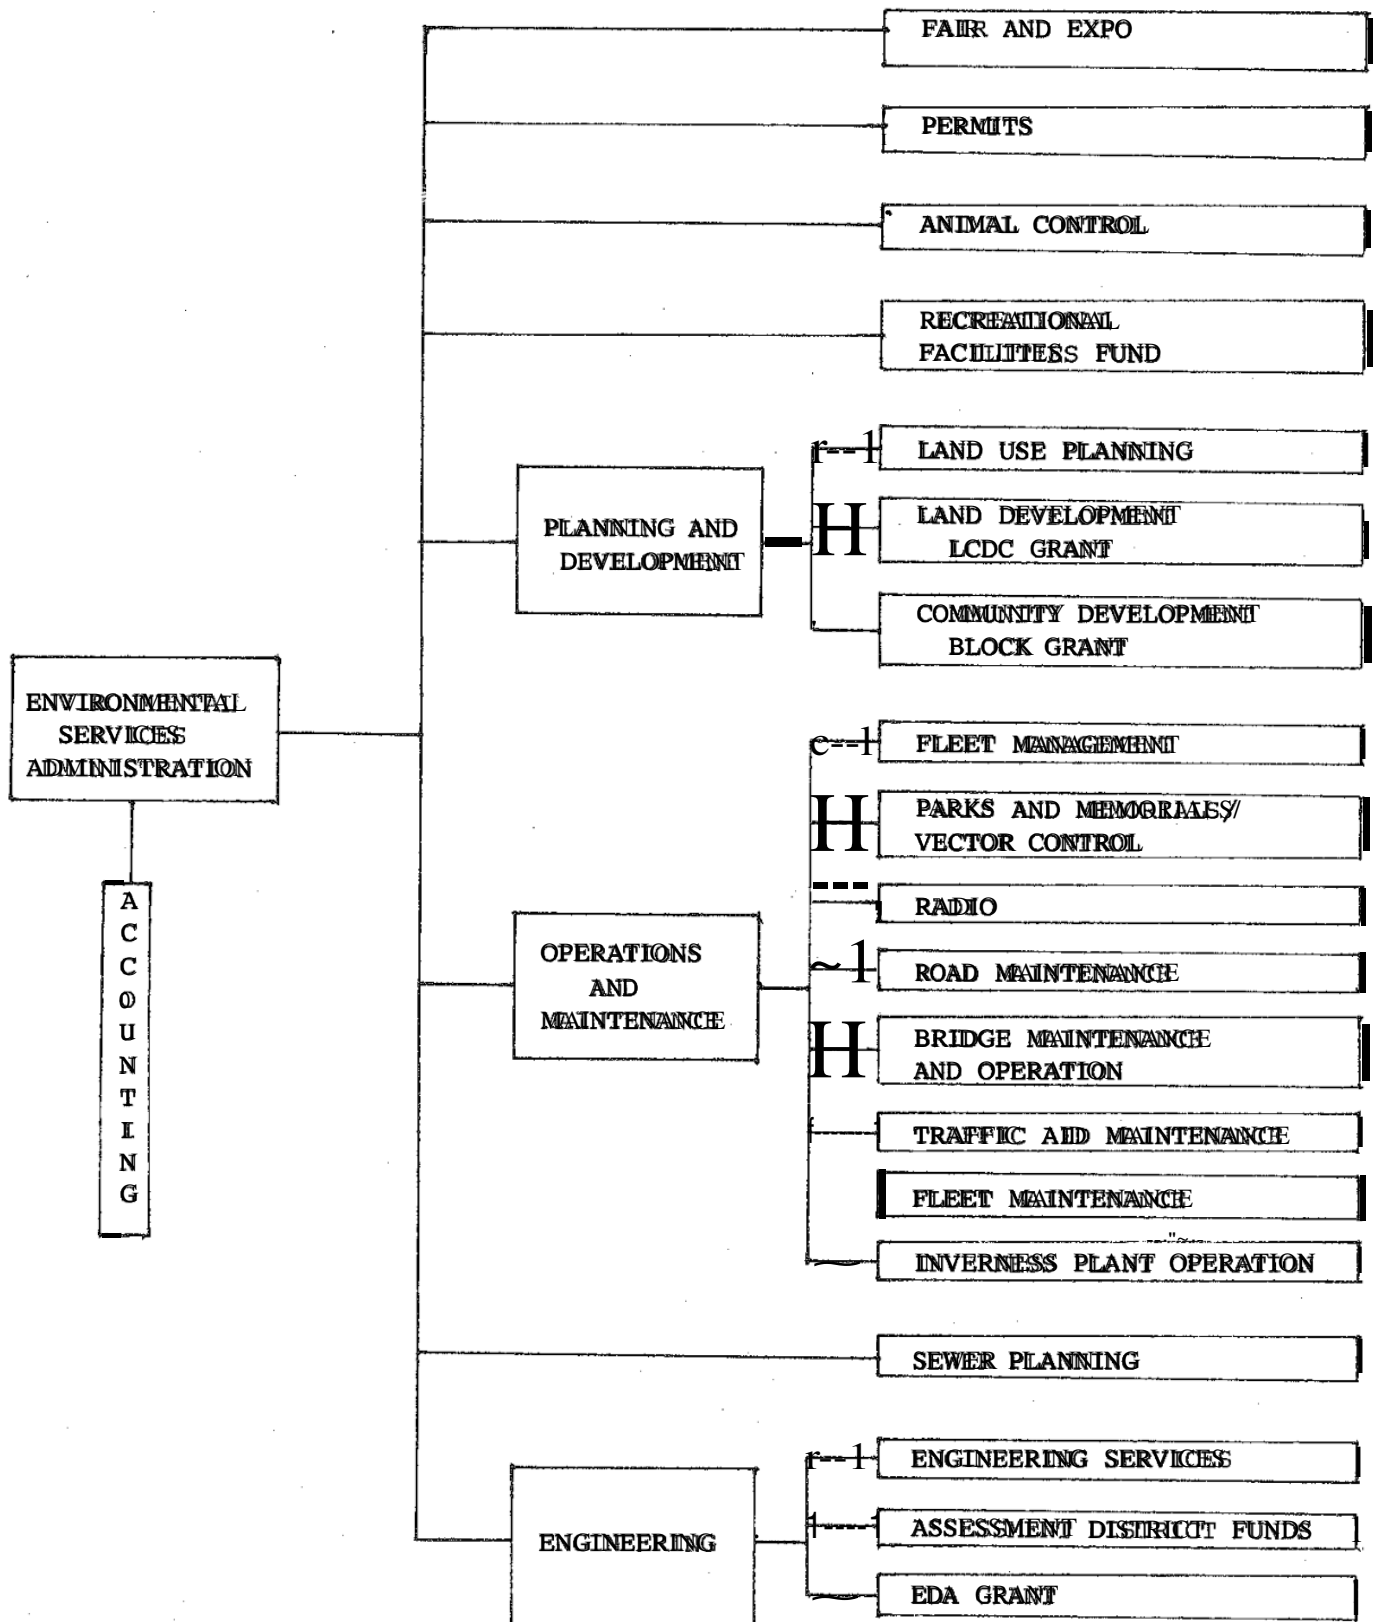 FAIR AND EXPO
PERMITS
ANIMAL CONTROL
RECREATIONAL
FACILITIES FUND
LAND USE PLANNING
PLANNING AND
DEVELOPMENT
LAND DEVELOPMENT
LCDC GRANT
COMMUNITY DEVELOPMENT
BLOCK GRANT
ENVIRONMENTAL
SERVICES
ADMINISTRATION
ACCOUNTING
FLEET MANAGEMENT
PARKS AND MEMORIALS/
VECTOR CONTROL
RADIO
OPERATIONS
AND
MAINTENANCE
ROAD MAINTENANCE
BRIDGE MAINTENANCE
AND OPERATION
TRAFFIC AID MAINTENANCE
FLEET MAINTENANCE
INVERNESS PLANT OPERATION
SEWER PLANNING
ENGINEERING
ENGINEERING SERVICES
ASSESSMENT DISTRICT FUNDS
EDA GRANT